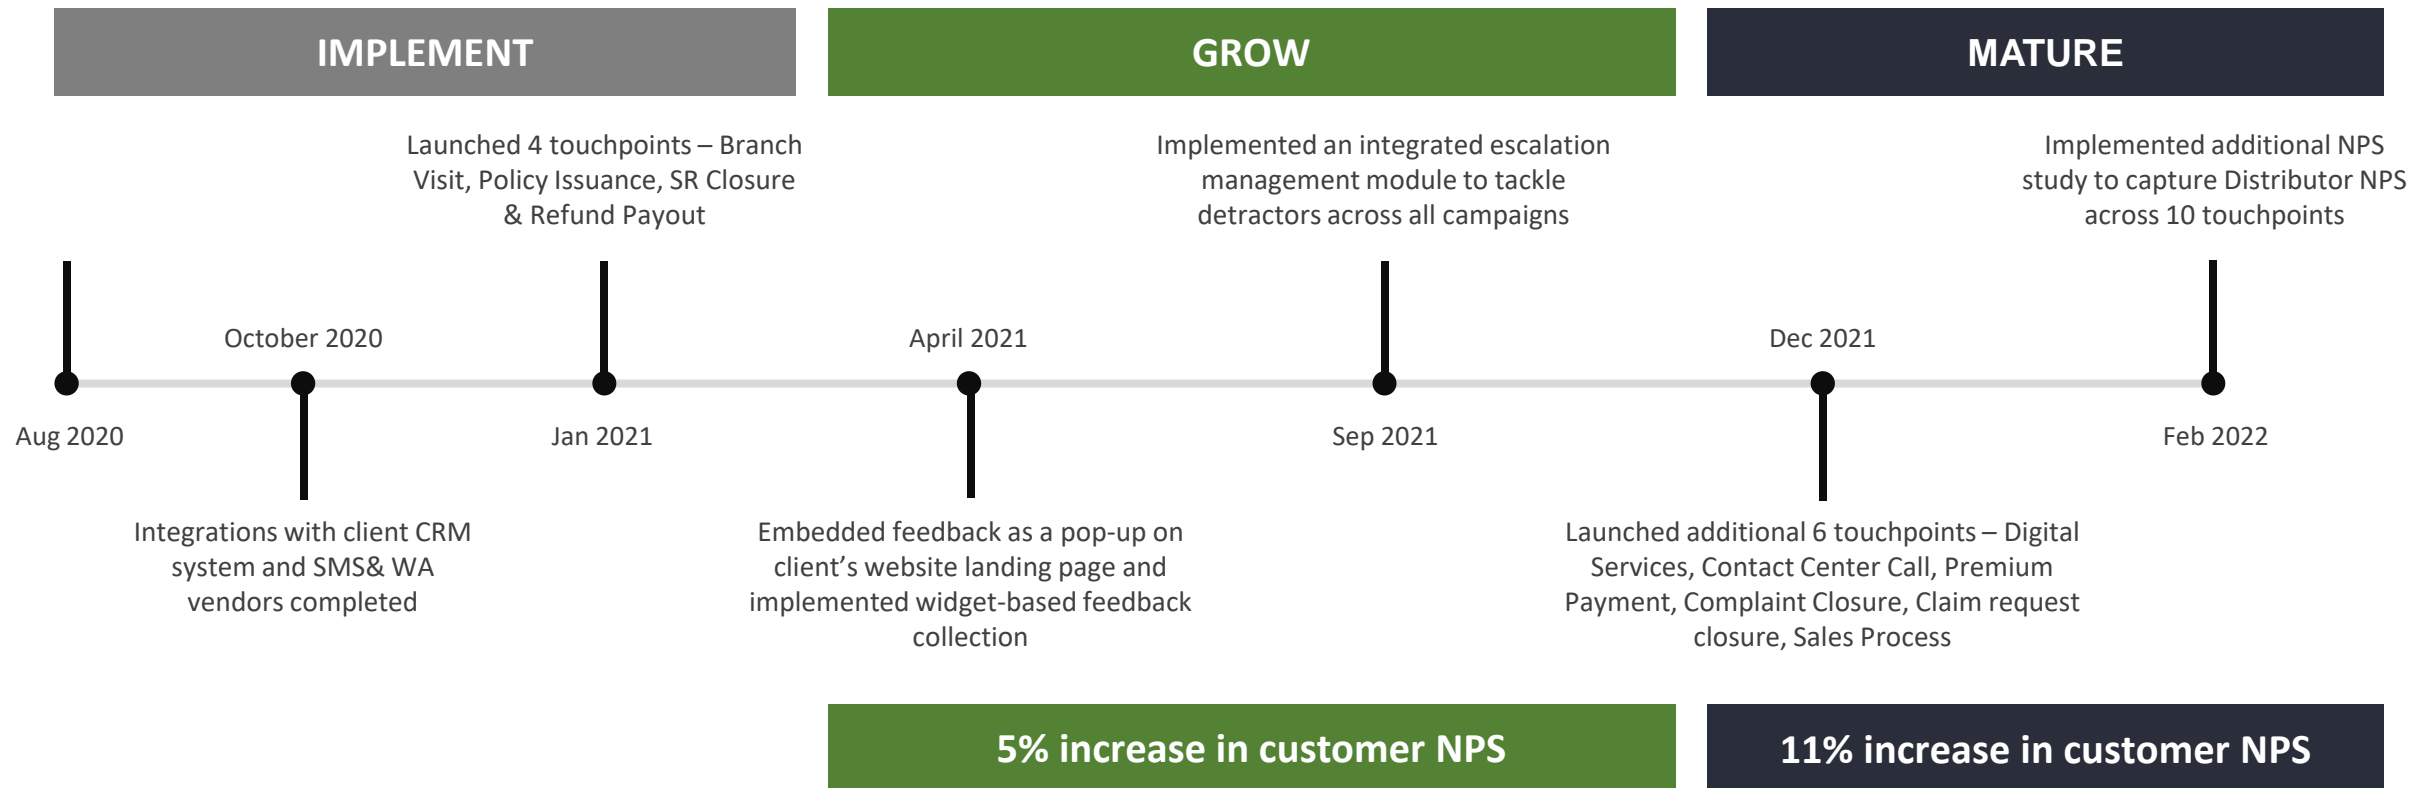 IMPLEMENT
GROW
MATURE
Launched 4 touchpoints – Branch
Visit, Policy Issuance, SR Closure
& Refund Payout
Implemented an integrated escalation
management module to tackle
detractors across all campaigns
Implemented additional NPS
study to capture Distributor NPS
across 10 touchpoints
October 2020
April 2021
Dec 2021
Aug 2020
Jan 2021
Sep 2021
Feb 2022
Integrations with client CRM
system and SMS& WA
vendors completed
Embedded feedback as a pop-up on
client’s website landing page and
implemented widget-based feedback
collection
Launched additional 6 touchpoints – Digital
Services, Contact Center Call, Premium
Payment, Complaint Closure, Claim request
closure, Sales Process
5% increase in customer NPS
11% increase in customer NPS